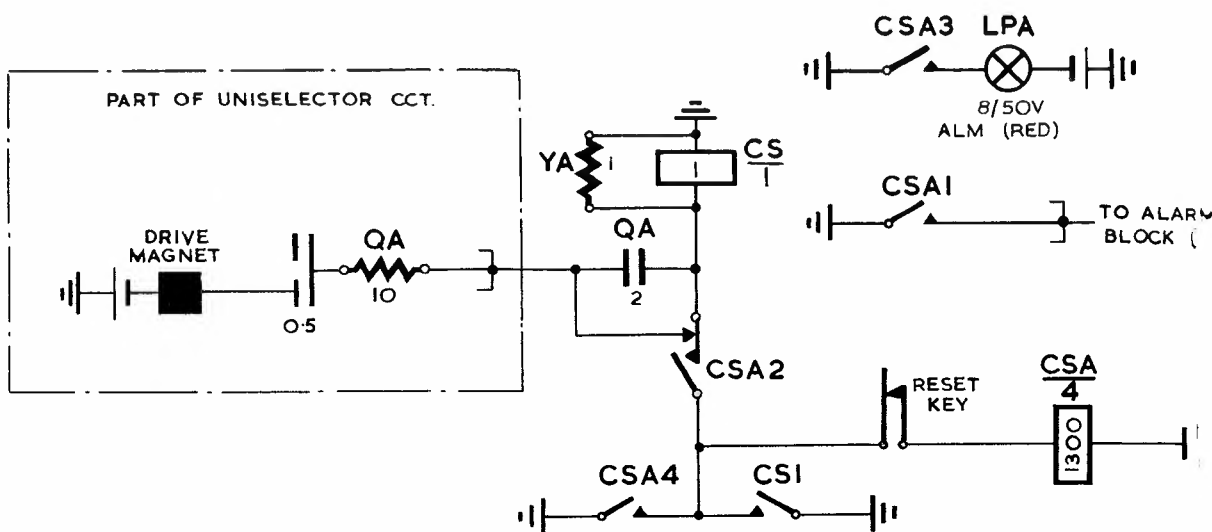 CSA3
LPA
8/50V
ALM (RED)
PART OF UNISELECTOR CCT.
YA
1
CS
1
1
CSA1
TO ALARM
BLOCK (
DRIVE
MAGNET
QA
10
0.5
QA
2
CSA2
RESET
KEY
CSA
4
1300
CSA4
CS1